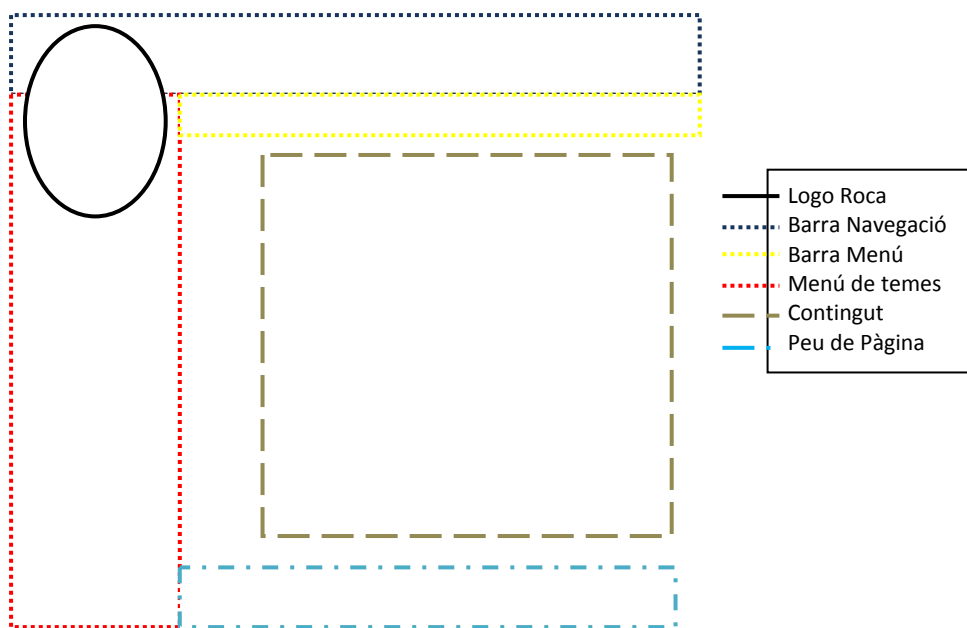 Logo Roca
Barra Navegació
Barra Menú
Menú de temes
Contingut
Peu de Pàgina